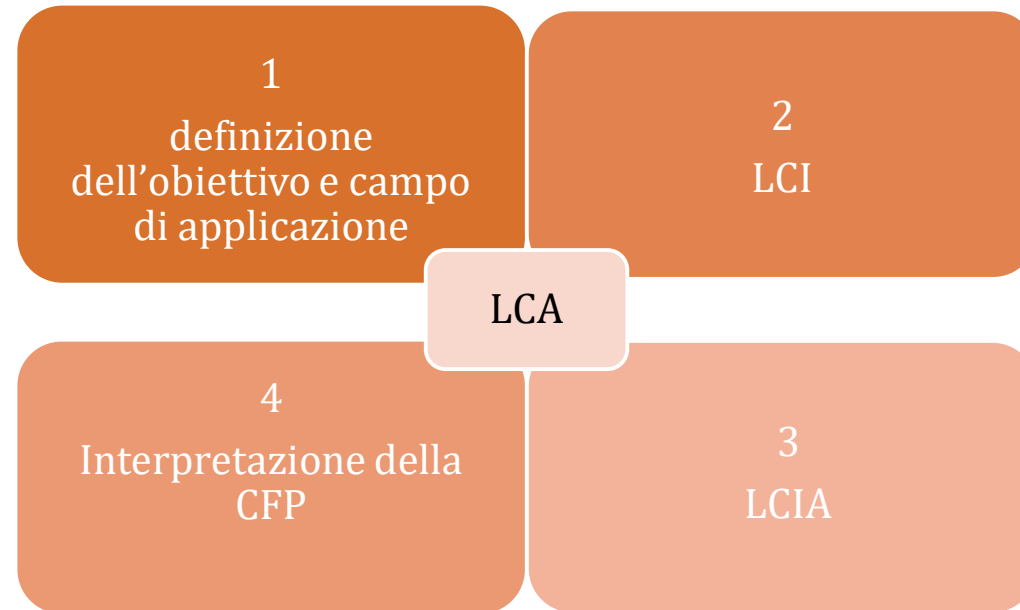 1
definizione
dell’obiettivo e campo
di applicazione
2
LCI
LCA
4
Interpretazione della
CFP
3
LCIA